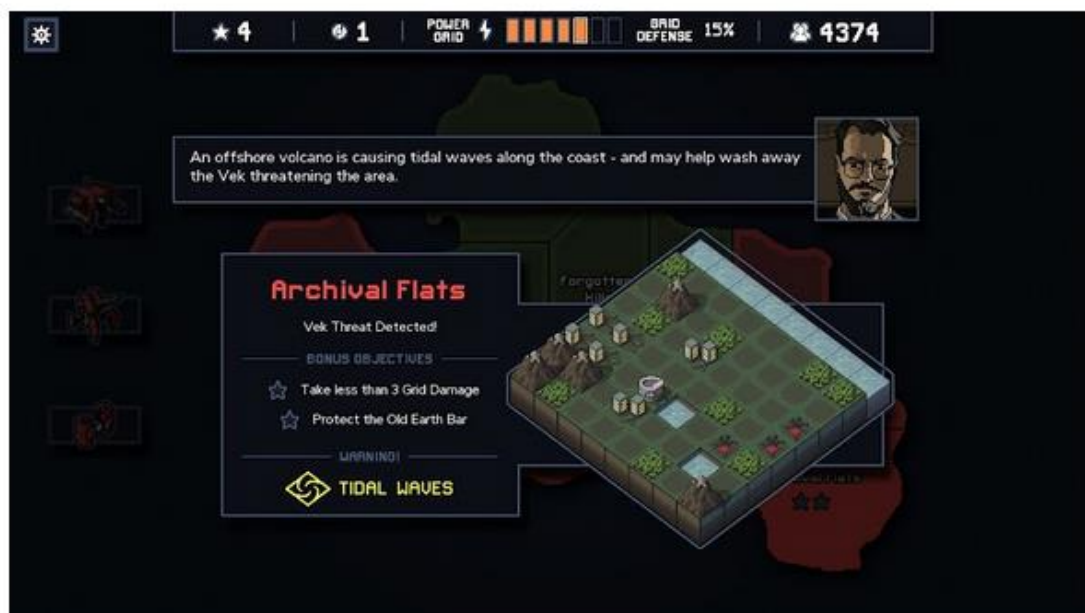 4
1
POWER
GRID
GRID
DEFENSE
15%
4374
An offshore volcano is causing tidal waves along the coast - and may help wash away
the Vek threatening the area.
Archival Flats
Vek Threat Detected!
BONUS OBJECTIVES
Take less than 3 Grid Damage
Protect the Old Earth Bar
WARNING!
TIDAL WAVES